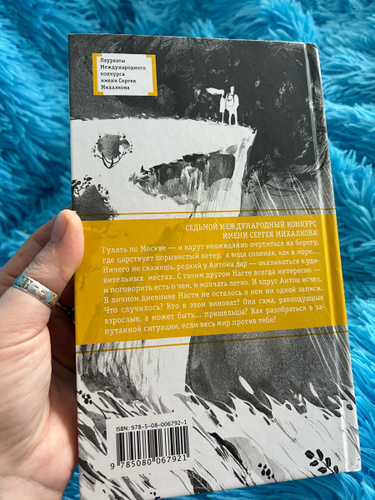 Лауреаты
Международного
конкурса
имени Сергея
Михалкова
СЕДЬМОЙ МЕЖДУНАРОДНЫЙ КОНКУРС
ИМЕНИ СЕРГЕЯ МИХАЛКОВА
Гулять по Москве — и вдруг неожиданно очутиться на берегу,
где царствует порывистый ветер, а вода соленая, как в море...
Ничего не скажешь, редкий у Антона дар — оказываться в уди-
вительных местах. С таким другом Насте всегда интересно —
и поговорить есть о чем, и молчать легко. И вдруг Антон исчез.
В личном дневнике Насти не осталось о нем ни одной записи.
Что случилось? Кто в этом виноват? Она сама, равнодушные
взрослые, а может быть... пришельцы? Как разобраться в за-
путанной ситуации, если весь мир против тебя?
ISBN 978-5-08-006792-1
9 785080 067921